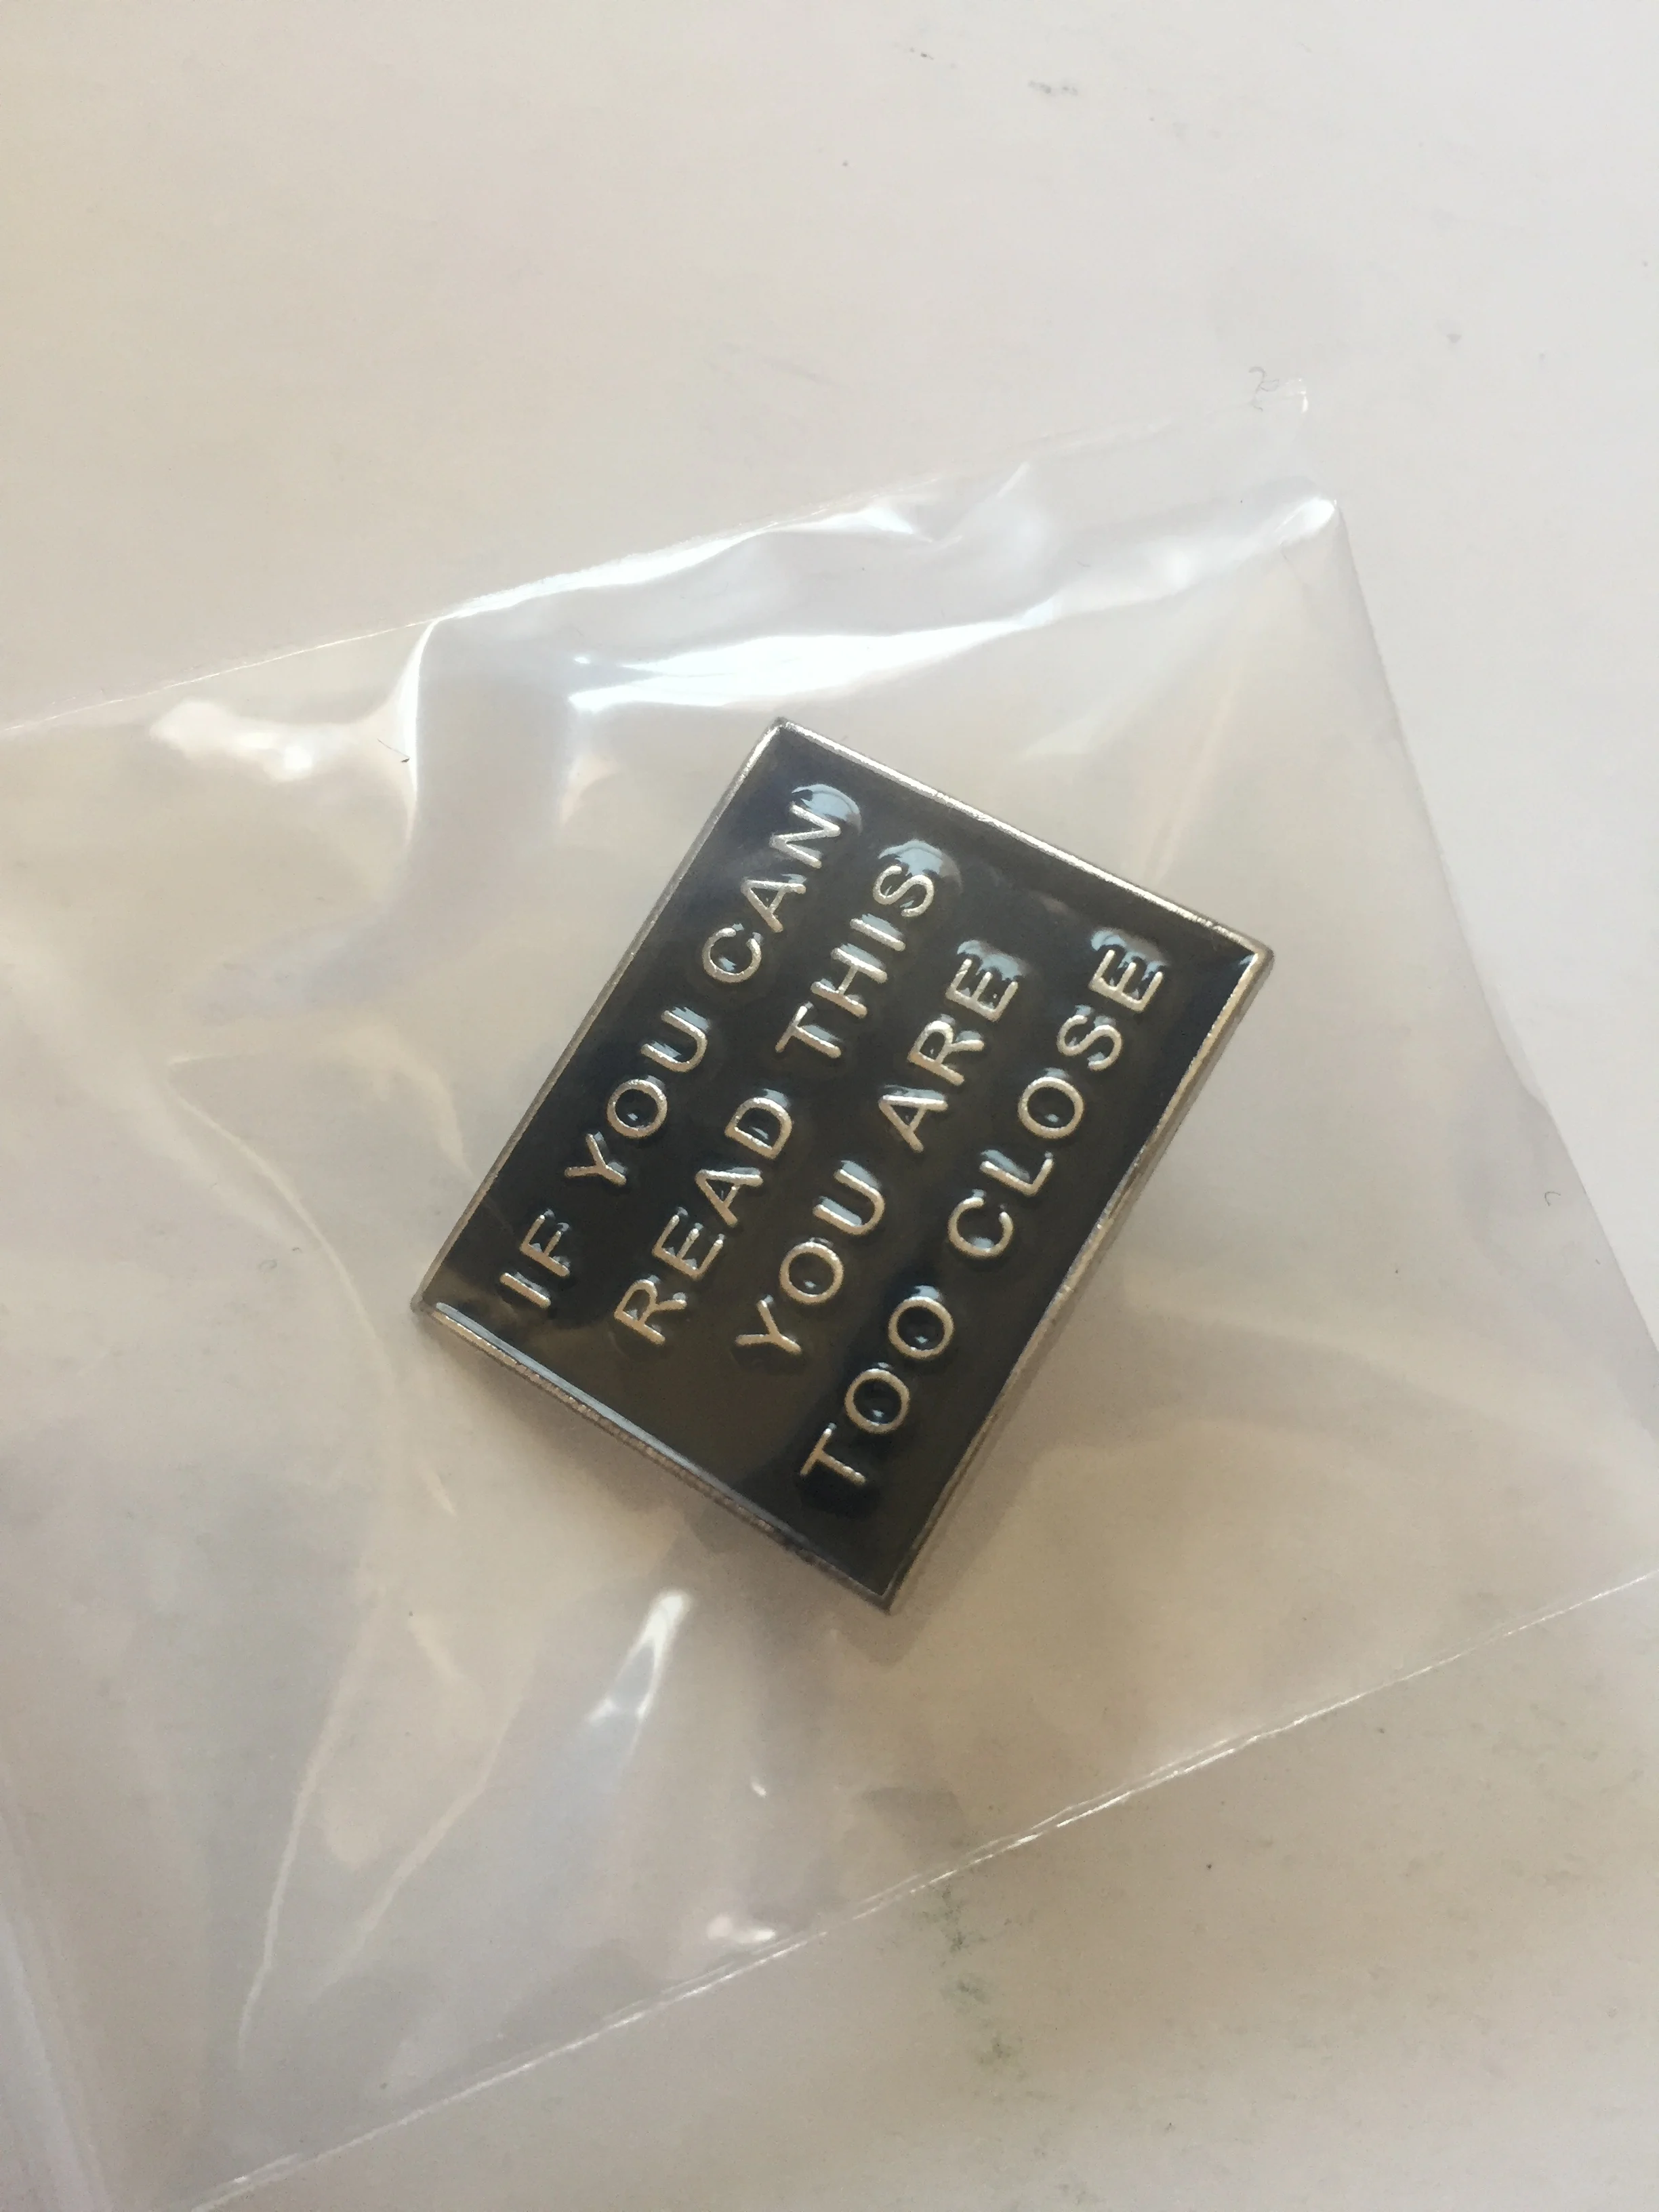 IF YOU CAN
READ THIS
YOU ARE
TOO CLOSE